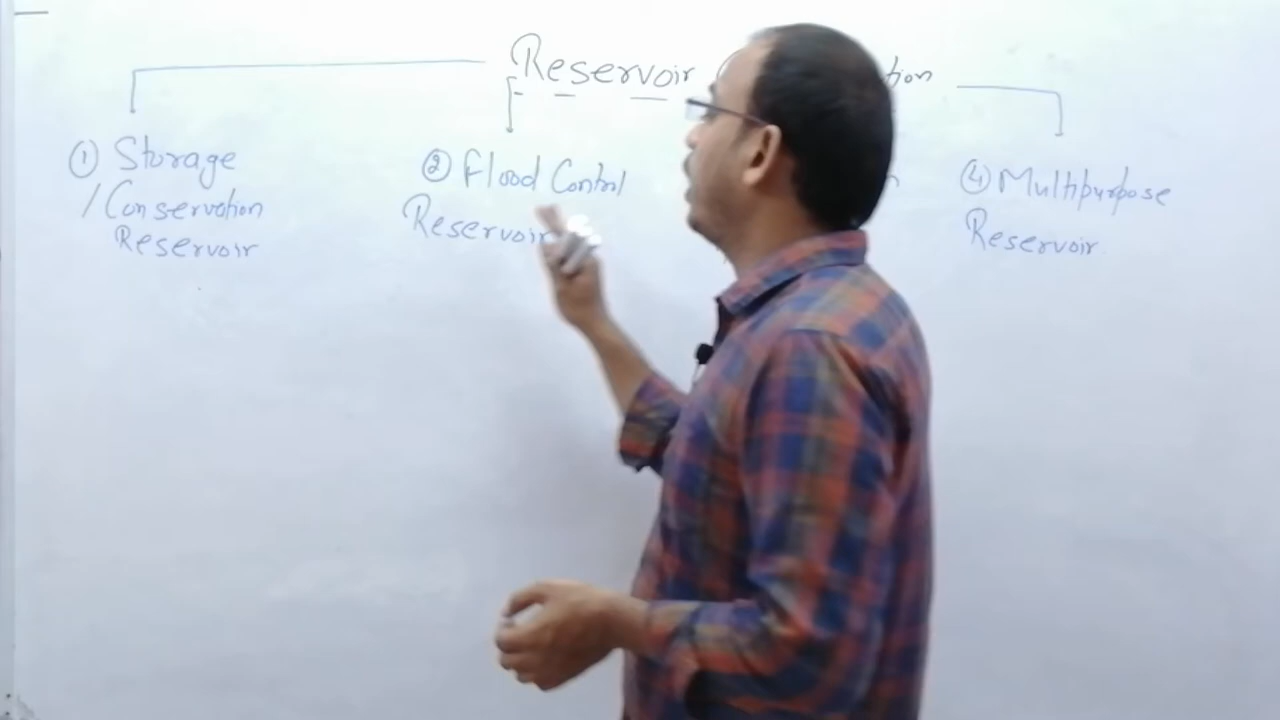 Reservoir
① Storage
/Conservation
Reservoir
② Flood Control
Reservoir
④ Multipurpose
Reservoir